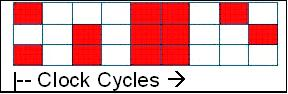 |-- Clock Cycles →